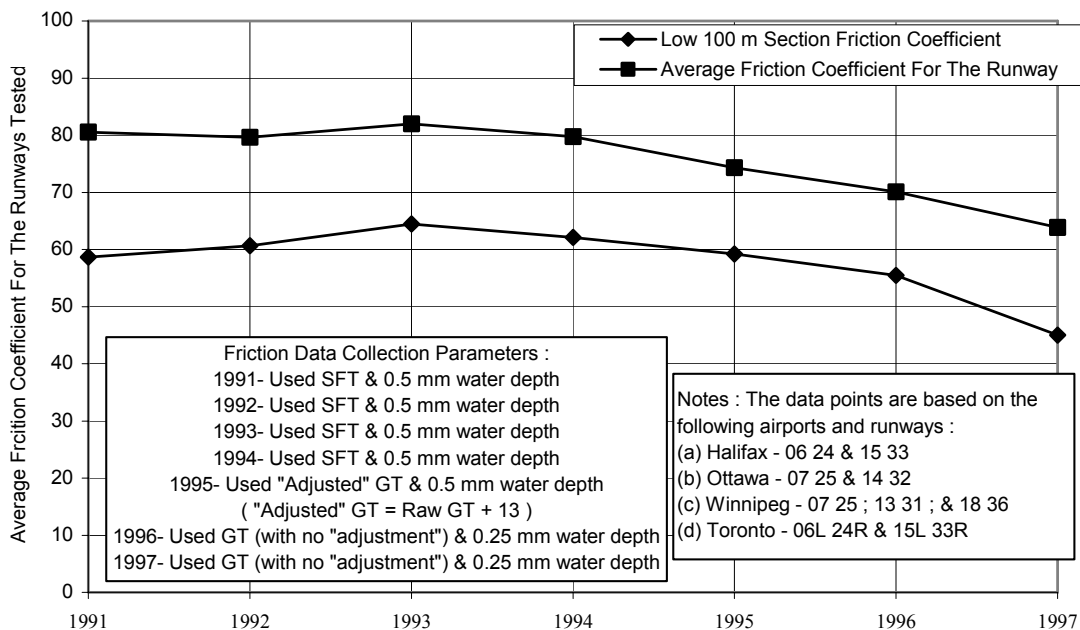 100
90
80
70
60
50
40
30
20
10
0
Average Frcition Coefficient For The Runways Tested
Low 100 m Section Friction Coefficient
Average Friction Coefficient For The Runway
Friction Data Collection Parameters :
1991- Used SFT & 0.5 mm water depth
1992- Used SFT & 0.5 mm water depth
1993- Used SFT & 0.5 mm water depth
1994- Used SFT & 0.5 mm water depth
1995- Used "Adjusted" GT & 0.5 mm water depth
( "Adjusted" GT = Raw GT + 13 )
1996- Used GT (with no "adjustment") & 0.25 mm water depth
1997- Used GT (with no "adjustment") & 0.25 mm water depth
Notes : The data points are based on the
following airports and runways :
(a) Halifax - 06 24 & 15 33
(b) Ottawa - 07 25 & 14 32
(c) Winnipeg - 07 25 ; 13 31 ; & 18 36
(d) Toronto - 06L 24R & 15L 33R
1991 1992 1993 1994 1995 1996 1997